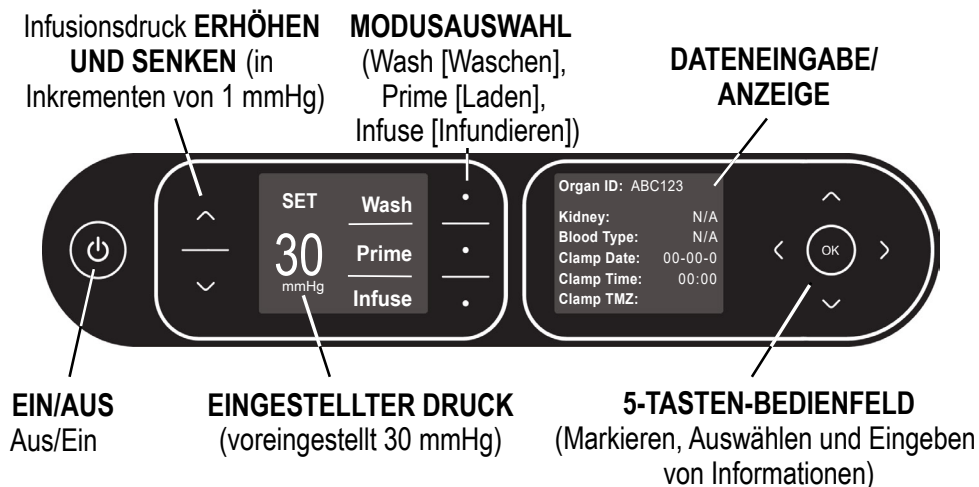 Infusionsdruck ERHÖHEN
UND SENKEN (in
Inkrementen von 1 mmHg)
MODUSAUSWAHL
(Wash [Waschen],
Prime [Laden],
Infuse [Infundieren])
DATENEINGABE/
ANZEIGE
SET
30
mmHg
Wash
Prime
Infuse
Organ ID: ABC123
Kidney: N/A
Blood Type: N/A
Clamp Date: 00-00-0
Clamp Time: 00:00
Clamp TMZ:
OK
EIN/AUS
Aus/Ein
EINGESTELLTER DRUCK
(voreingestellt 30 mmHg)
5-TASTEN-BEDIENFELD
(Markieren, Auswählen und Eingeben
von Informationen)